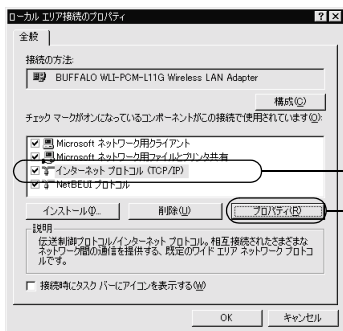 ローカル エリア接続のプロパティ
全般
接続の方法:
BUFFALO WLI-PCM-L11G Wireless LAN Adapter
構成(C)
チェック マークがオンになっているコンポーネントがこの接続で使用されています(O):
Microsoft ネットワーク用クライアント
Microsoft ネットワーク用ファイルとプリンタ共有
インターネット プロトコル (TCP/IP)
NetBEUI プロトコル
インストール(I)...
削除(U)
プロパティ(R)
説明
伝送制御プロトコル/インターネット プロトコル。相互接続されたさまざまな
ネットワーク間の通信を提供する、既定のワイド エリア ネットワーク プロトコ
ルです。
接続時にタスク バーにアイコンを表示する(W)
OK
キャンセル